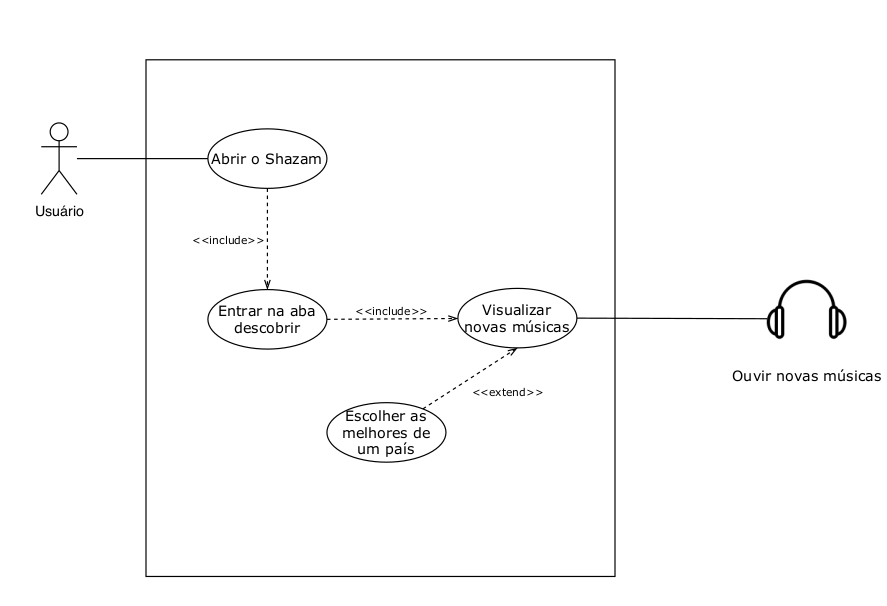 Abrir o Shazam
Usuário
<<include>>
Entrar na aba
descobrir
<<include>>
Visualizar
novas músicas
Ouvir novas músicas
<<extend>>
Escolher as
melhores de
um país